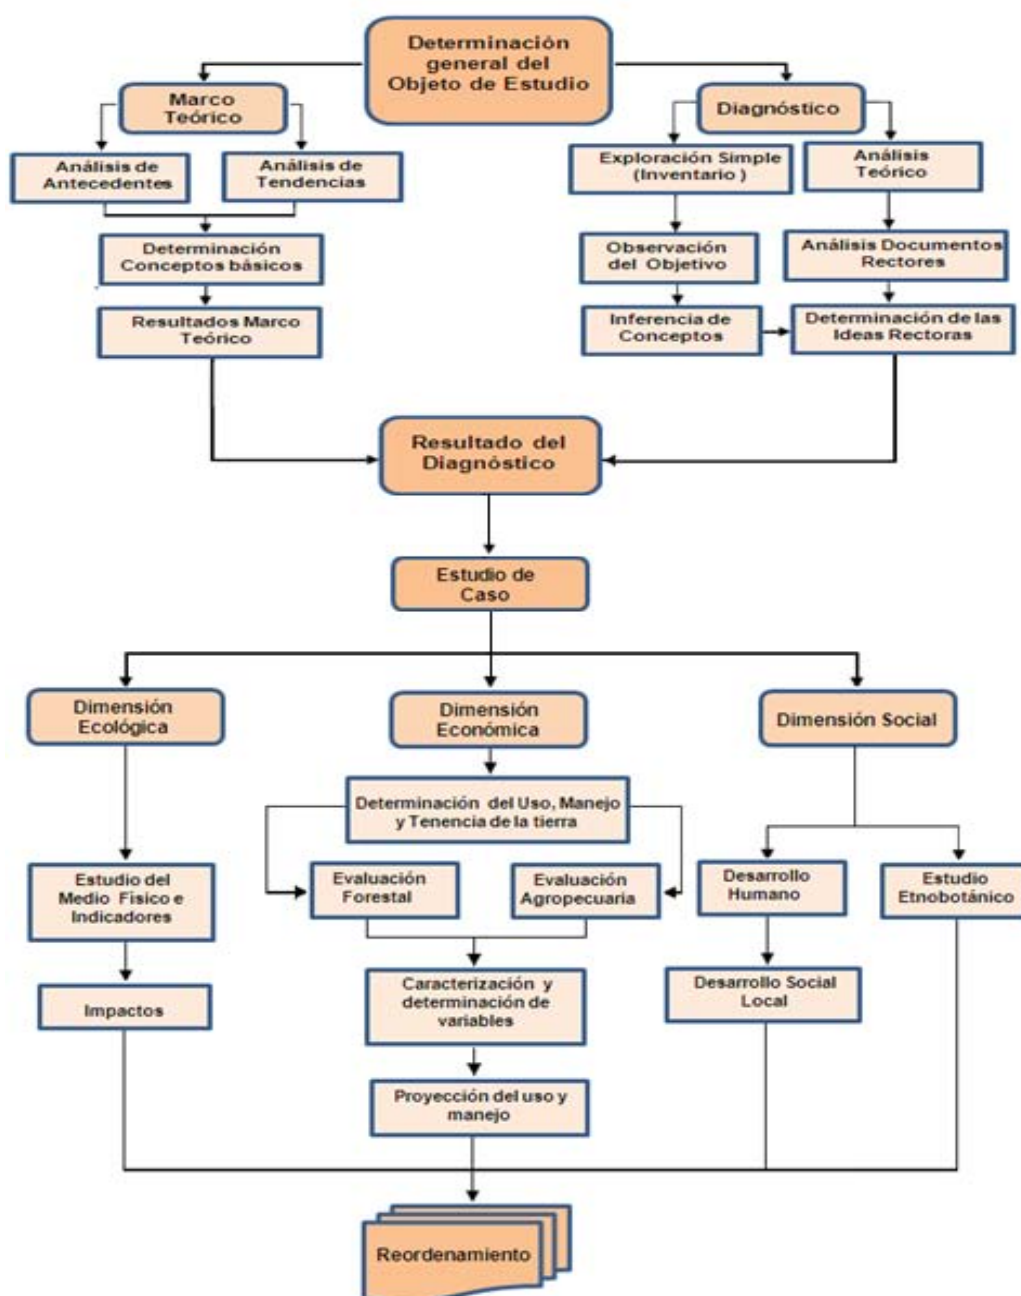 Determinación
general del
Objeto de Estudio
Marco
Teórico
Diagnóstico
Análisis de
Antecedentes
Análisis de
Tendencias
Exploración Simple
(Inventario )
Análisis
Teórico
Determinación
Conceptos básicos
Observación
del Objetivo
Análisis Documentos
Rectores
Resultados Marco
Teórico
Inferencia de
Conceptos
Determinación de las
Ideas Rectoras
Resultado del
Diagnóstico
Estudio de
Caso
Dimensión
Ecológica
Dimensión
Económica
Dimensión Social
Determinación del Uso, Manejo
y Tenencia de la tierra
Estudio del
Medio Físico e
Indicadores
Evaluación
Forestal
Evaluación
Agropecuaria
Desarrollo
Humano
Estudio
Etnobotánico
Impactos
Caracterización y
determinación de
variables
Desarrollo Social
Local
Proyección del uso y
manejo
Reordenamiento